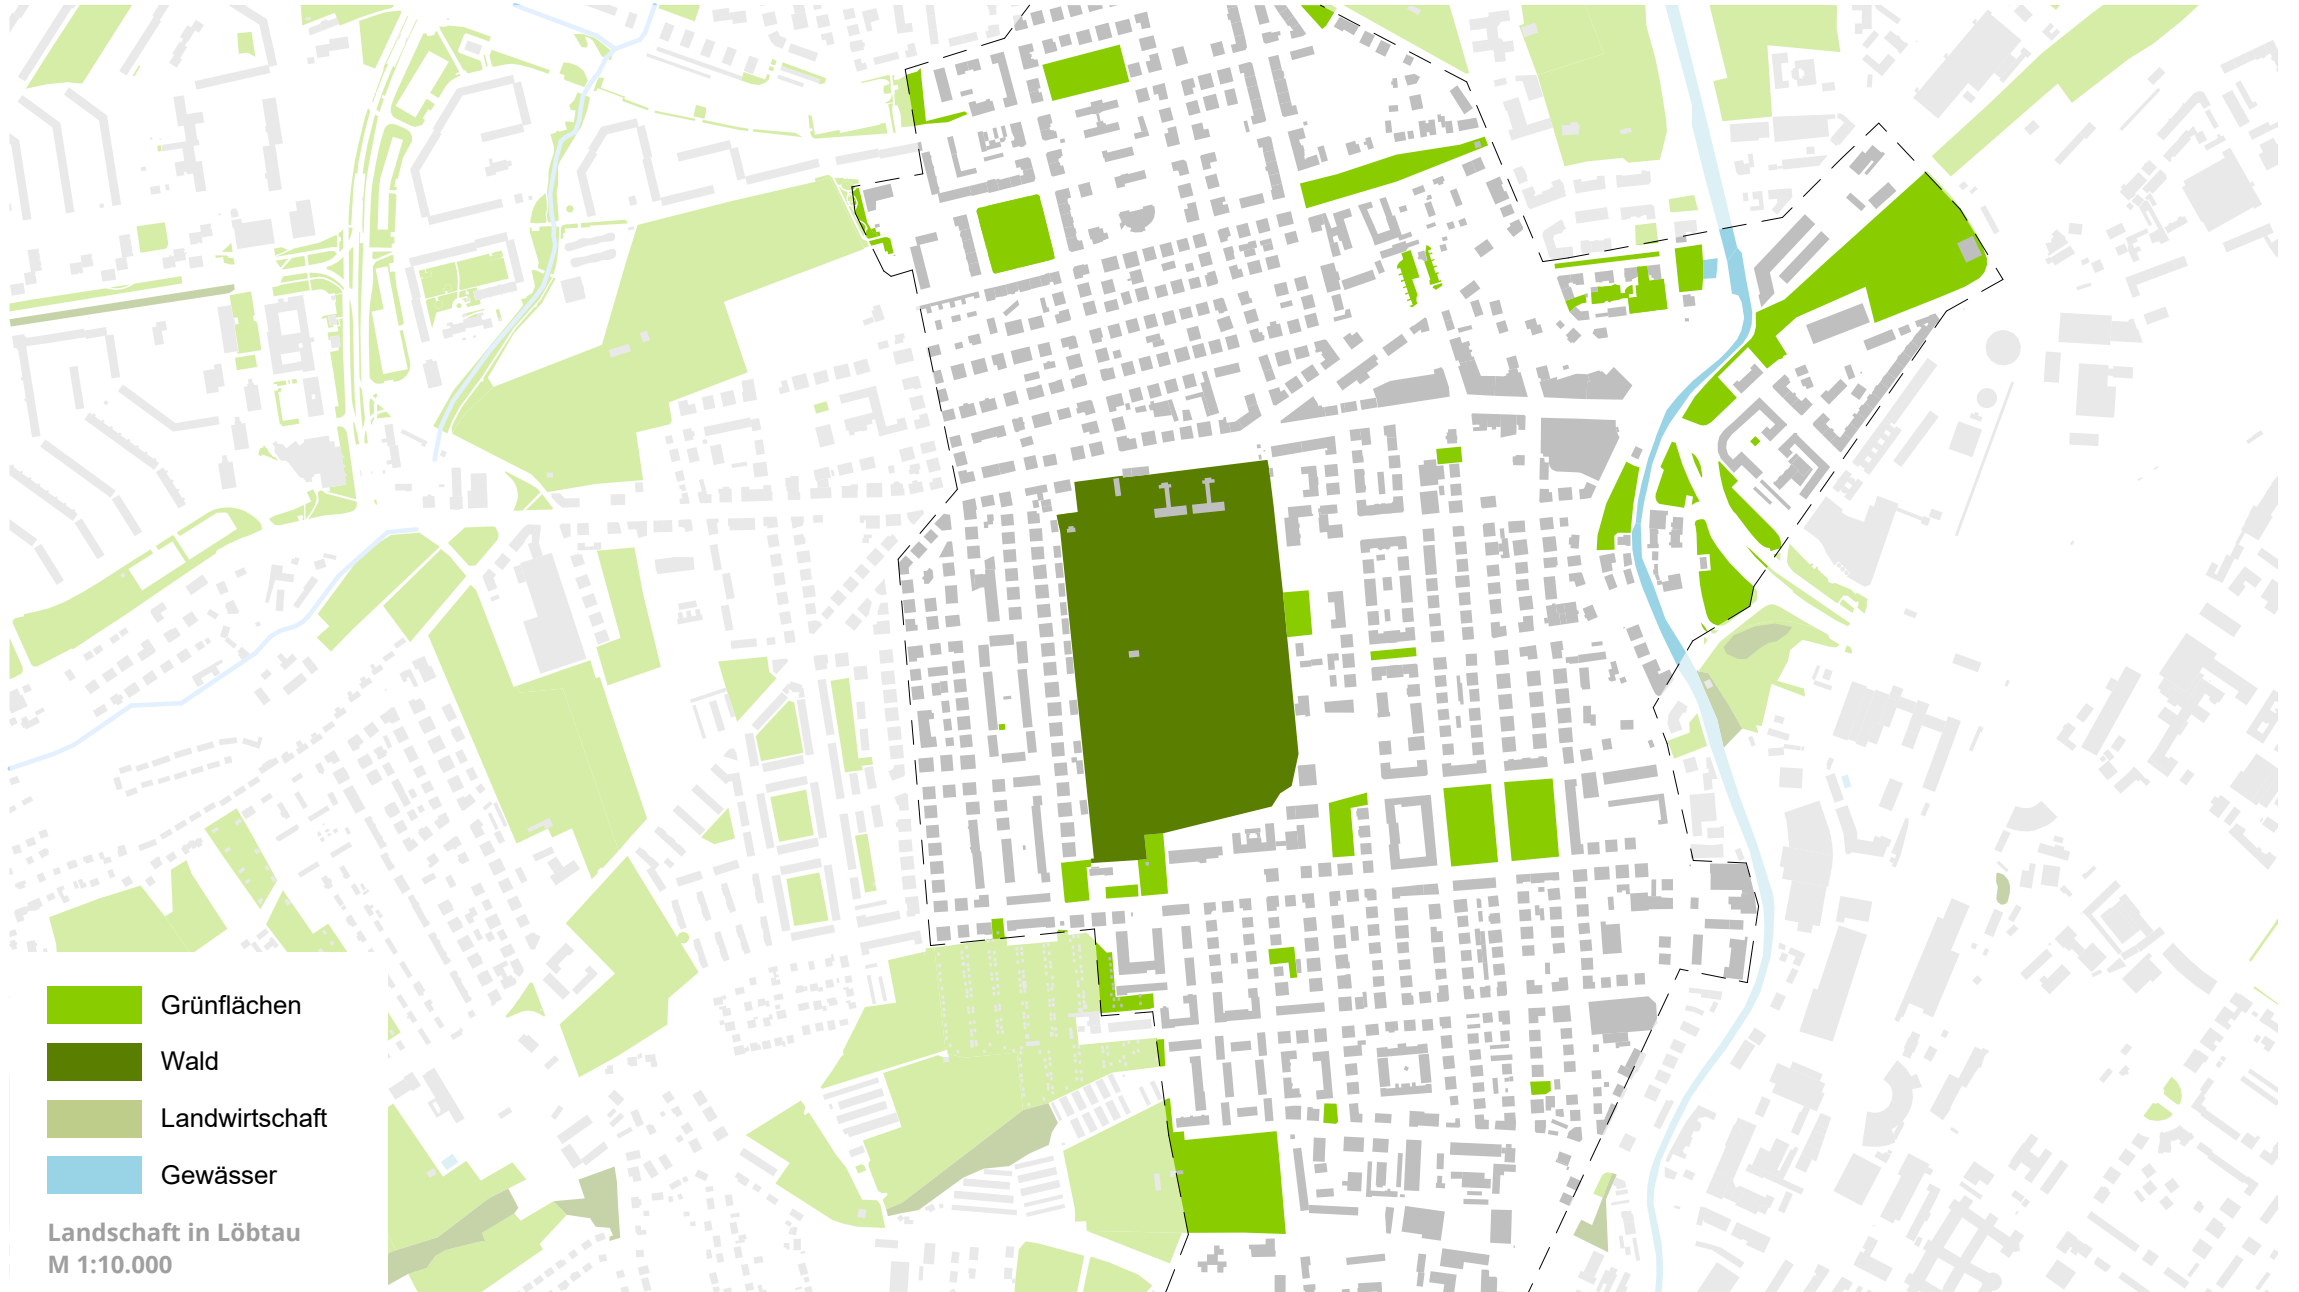 Grünflächen
Wald
Landwirtschaft
Gewässer
Landschaft in Löbtau
M 1:10.000